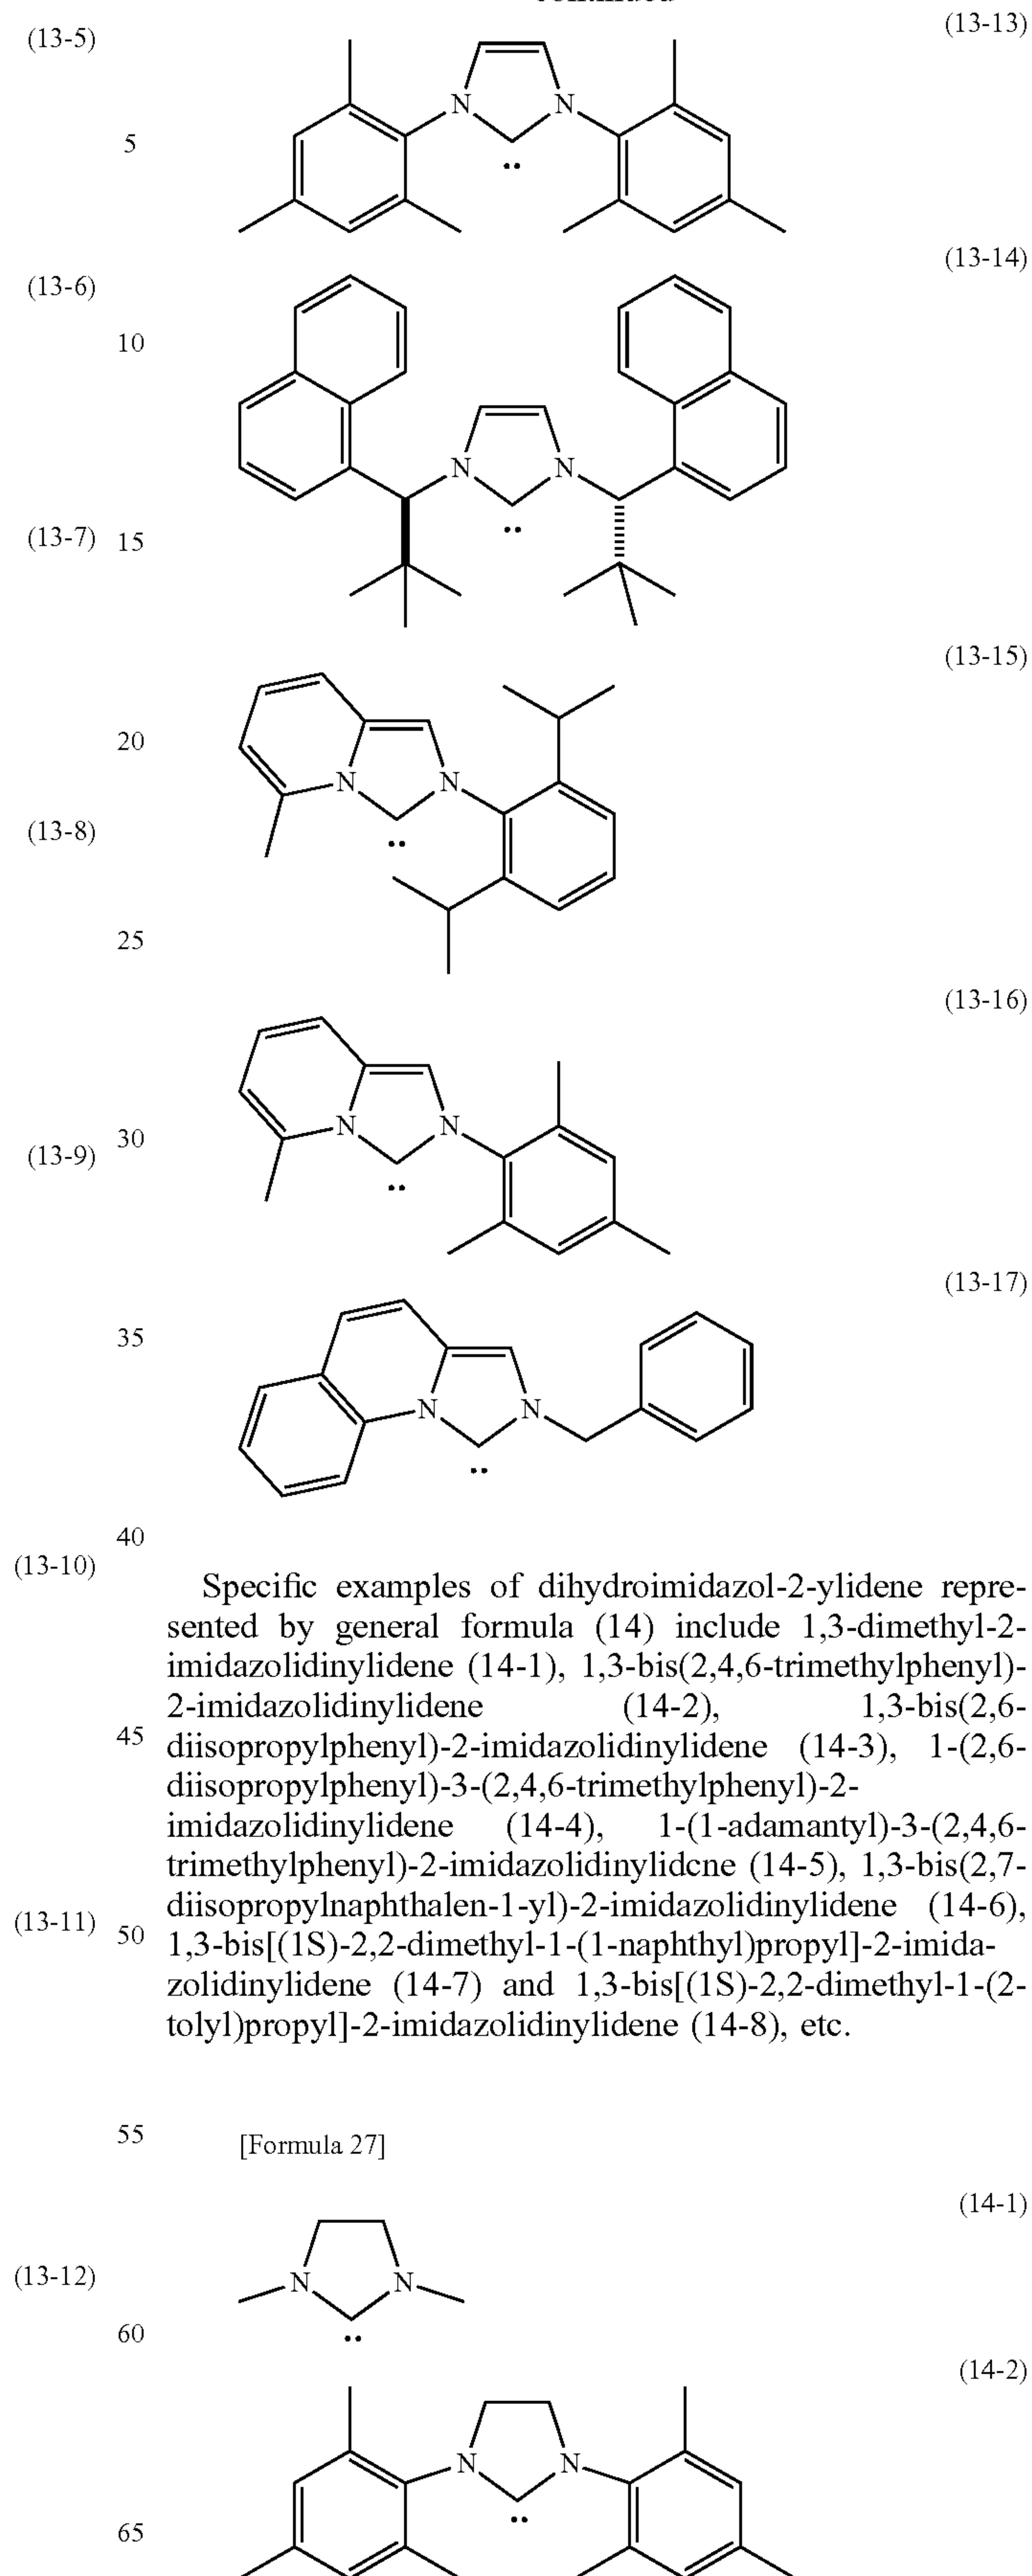 (13-5)
(13-13)
5
N N
(13-6)
(13-14)
10
N N
(13-7)
15
(13-15)
20
N N
(13-8)
25
(13-16)
N N
30
(13-9)
(13-17)
35
N N
40
(13-10)
Specific examples of dihydroimidazol-2-ylidene repre-
sented by general formula (14) include 1,3-dimethyl-2-
imidazolidinylidene (14-1), 1,3-bis(2,4,6-trimethylphenyl)-
2-imidazolidinylidene (14-2), 1,3-bis(2,6-
45
diisopropylphenyl)-2-imidazolidinylidene (14-3), 1-(2,6-
diisopropylphenyl)-3-(2,4,6-trimethylphenyl)-2-
imidazolidinylidene (14-4), 1-(1-adamantyl)-3-(2,4,6-
trimethylphenyl)-2-imidazolidinylidcne (14-5), 1,3-bis(2,7-
diisopropylnaphthalen-1-yl)-2-imidazolidinylidene (14-6),
(13-11)
50
1,3-bis[(1S)-2,2-dimethyl-1-(1-naphthyl)propyl]-2-imida-
zolidinylidene (14-7) and 1,3-bis[(1S)-2,2-dimethyl-1-(2-
tolyl)propyl]-2-imidazolidinylidene (14-8), etc.
55
[Formula 27]
(14-1)
(13-12)
N N
60
(14-2)
N N
65